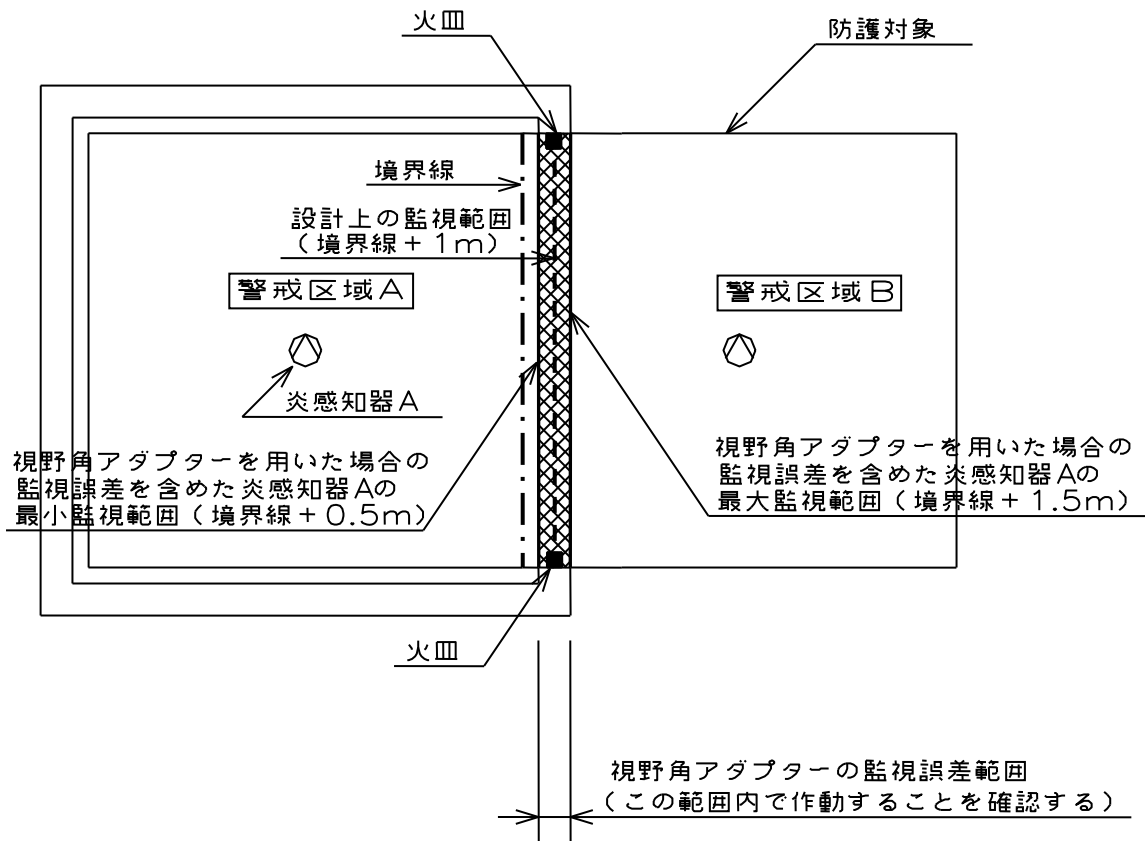 火皿
防護対象
境界線
設計上の監視範囲
（境界線＋1m）
警戒区域A
警戒区域B
炎感知器A
視野角アダプターを用いた場合の
監視誤差を含めた炎感知器Aの
最小監視範囲（境界線＋0.5m）
視野角アダプターを用いた場合の
監視誤差を含めた炎感知器Aの
最大監視範囲（境界線＋1.5m）
火皿
視野角アダプターの監視誤差範囲
（この範囲内で作動することを確認する）